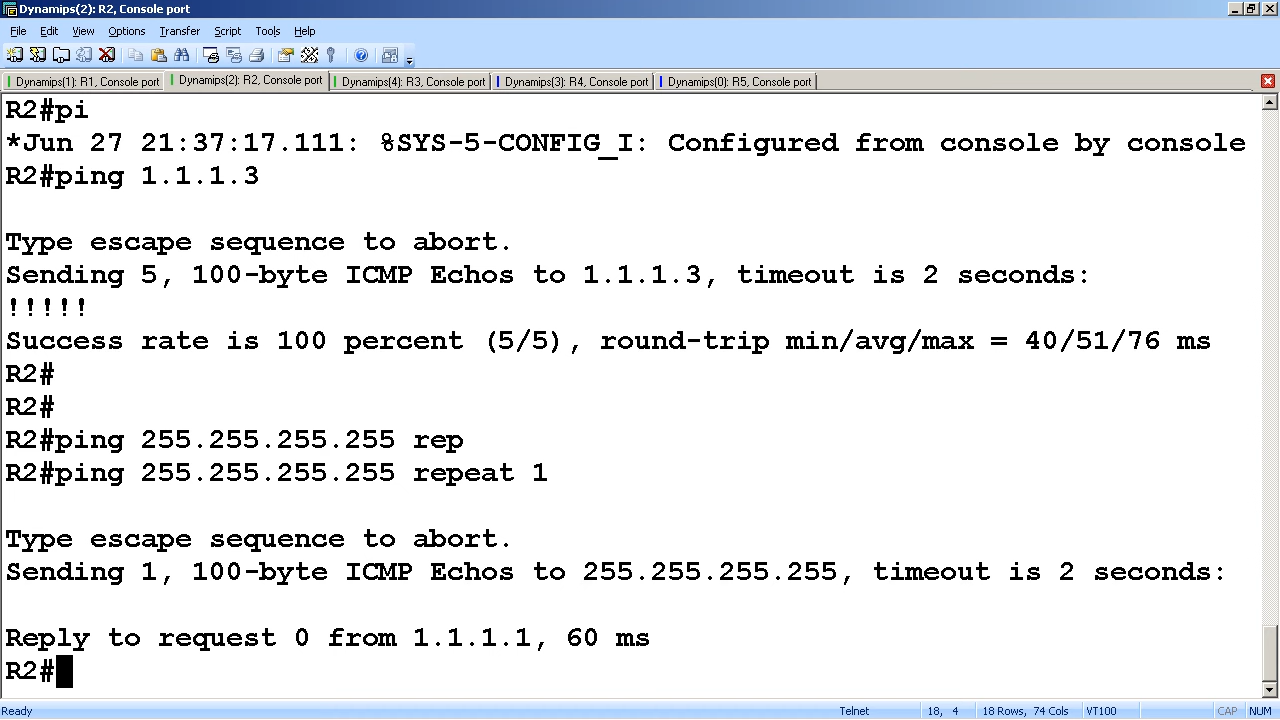 Dynamips(2): R2, Console port
File Edit View Options Transfer Script Tools Help
Dynamips(1): R1, Console port Dynamips(2): R2, Console port Dynamips(4): R3, Console port Dynamips(3): R4, Console port Dynamips(0): R5, Console port
R2#pi
*Jun 27 21:37:17.111: %SYS-5-CONFIG_I: Configured from console by console
R2#ping 1.1.1.3
Type escape sequence to abort.
Sending 5, 100-byte ICMP Echos to 1.1.1.3, timeout is 2 seconds:
!!!!!
Success rate is 100 percent (5/5), round-trip min/avg/max = 40/51/76 ms
R2#
R2#
R2#ping 255.255.255.255 rep
R2#ping 255.255.255.255 repeat 1
Type escape sequence to abort.
Sending 1, 100-byte ICMP Echos to 255.255.255.255, timeout is 2 seconds:
Reply to request 0 from 1.1.1.1, 60 ms
R2#
Ready Telnet 18, 4 18 Rows, 74 Cols VT100 CAP NUM